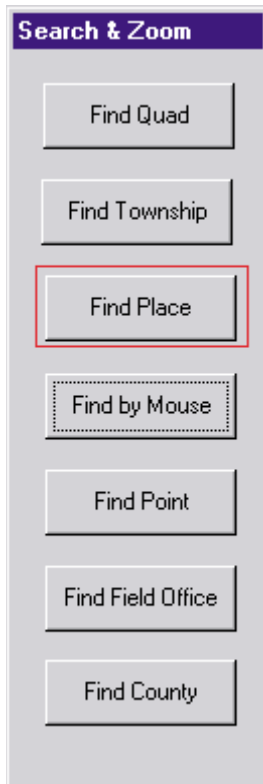 Search & Zoom
Find Quad
Find Township
Find Place
Find by Mouse
Find Point
Find Field Office
Find County